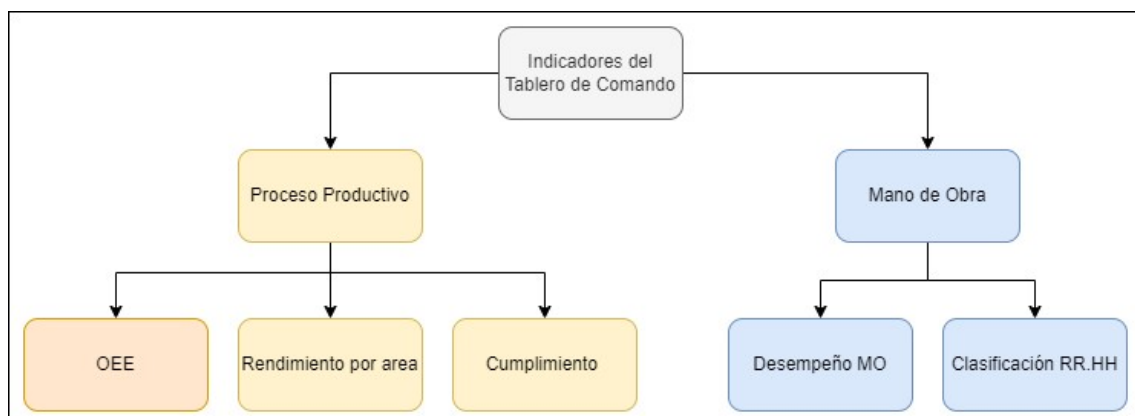 Indicadores del
Tablero de Comando
Proceso Productivo
Mano de Obra
OEE
Rendimiento por area
Cumplimiento
Desempeño MO
Clasificación RR.HH